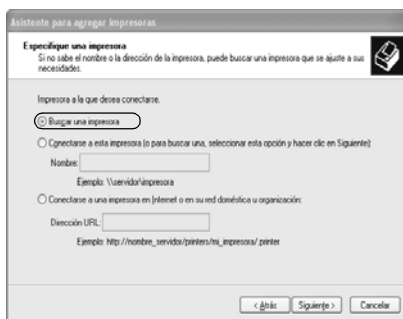 Asistente para agregar impresoras
Especifique una impresora
Si no sabe el nombre o la dirección de la impresora, puede buscar una impresora que se ajuste a sus
necesidades.
Impresora a la que desea conectarse.
Buscar una impresora
Conectarse a esta impresora (o para buscar una, seleccionar esta opción y hacer clic en Siguiente):
Nombre:
Ejemplo: \\servidor\impresora
Conectarse a una impresora en Internet o en su red doméstica u organización:
Dirección URL:
Ejemplo: http://nombre_servidor/printers/mi_impresora/.printer
< Atrás
Siguiente >
Cancelar